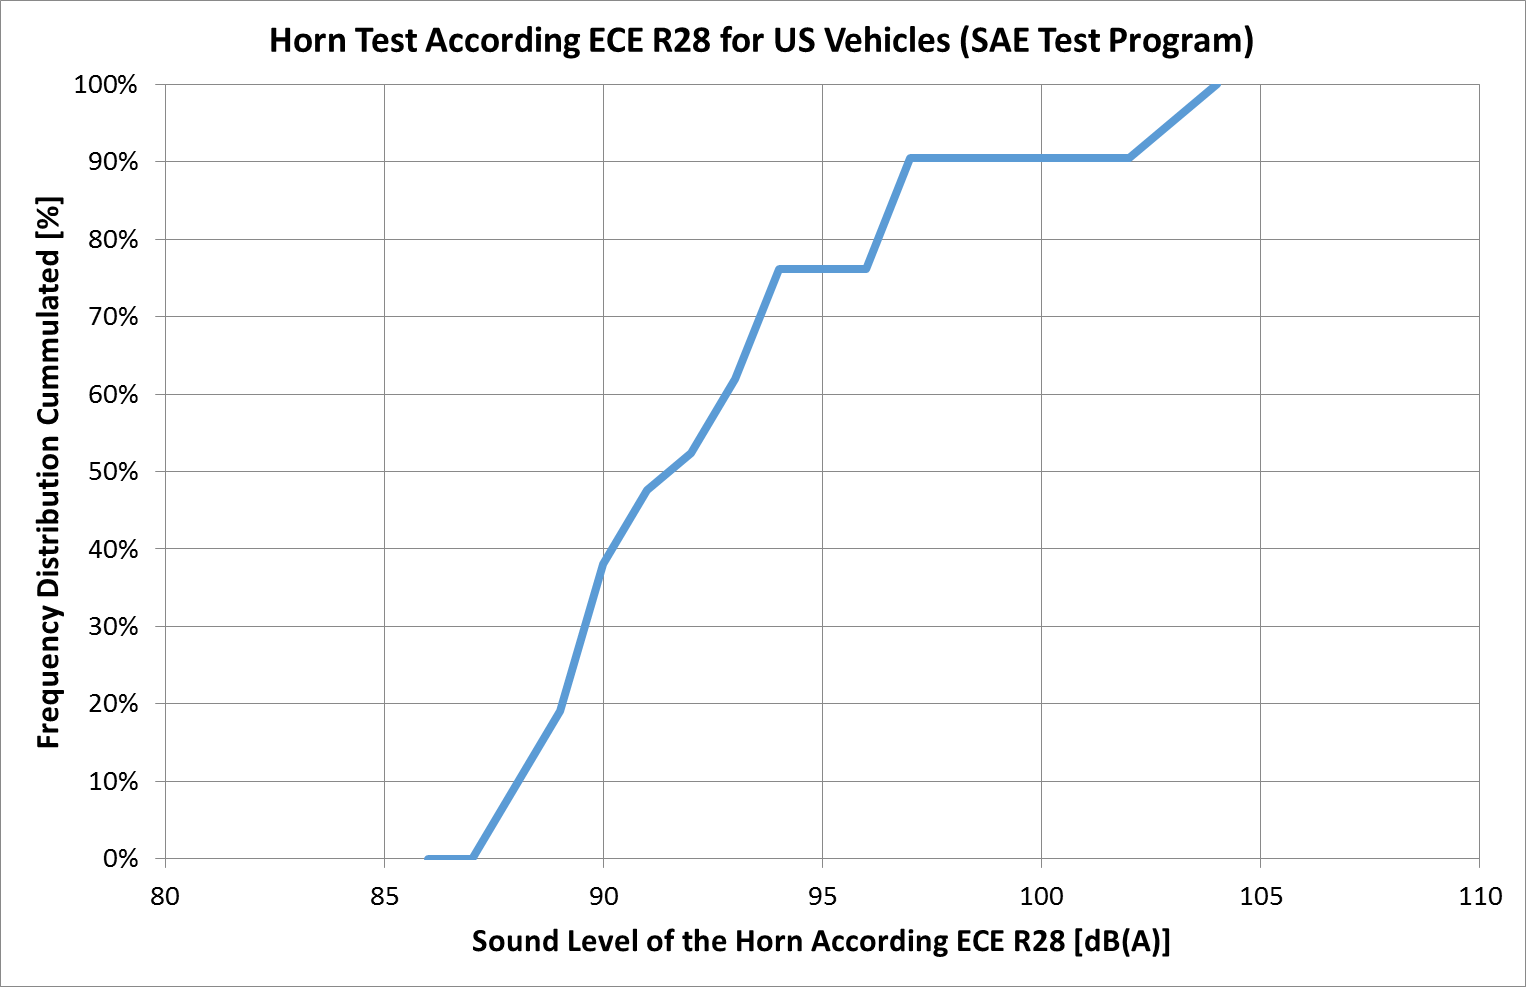 Horn Test According ECE R28 for US Vehicles (SAE Test Program)
Frequency Distribution Cummulated [%]
100%
90%
80%
70%
60%
50%
40%
30%
20%
10%
0%
80 85 90 95 100 105 110
Sound Level of the Horn According ECE R28 [dB(A)]